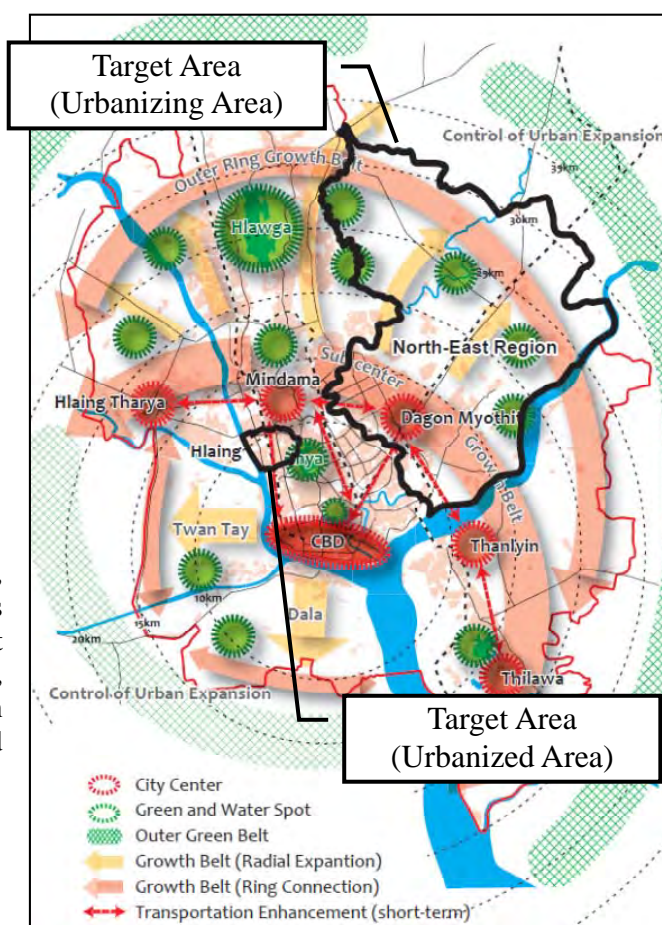 Target Area
(Urbanizing Area)
Control of Urban Expansion
39km
Outer Ring Growth Belt
30km
Hlawga
25km
North-East Region
Sub-center
Mindama
Hlaing Tharya
Dagon Myothit
Hlaing
Growth Belt
Twan Tay
CBD
Thanlyin
10km
Dala
15km
20km
Thilawa
Control of Urban Expansion
Target Area
(Urbanized Area)
City Center
Green and Water Spot
Outer Green Belt
Growth Belt (Radial Expantion)
Growth Belt (Ring Connection)
Transportation Enhancement (short-term)